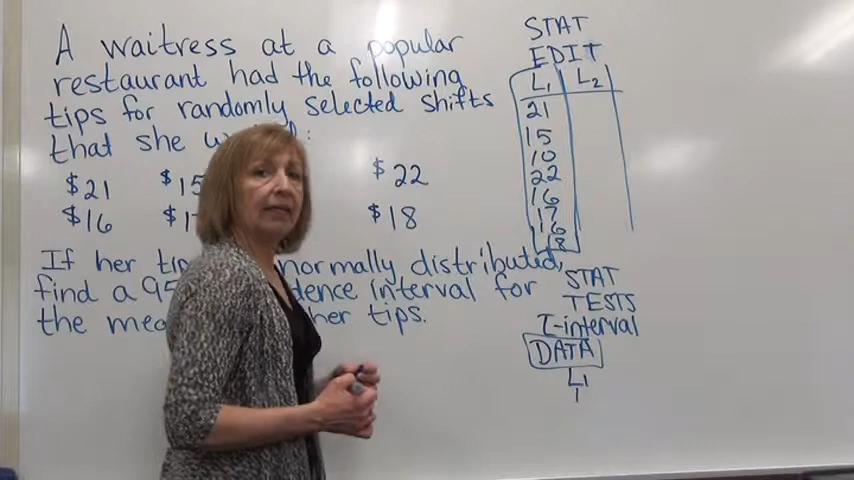 A waitress at a popular
restaurant had the following
tips for randomly selected shifts
that she
$21 $15 $22
$16 $18
If her normally distributed,
find a 95 interval for
the her tips.
STAT
EDIT
L1 L2
21
15
10
22
16
17
16
18
STAT
TESTS
T-interval
DATA
L1
1